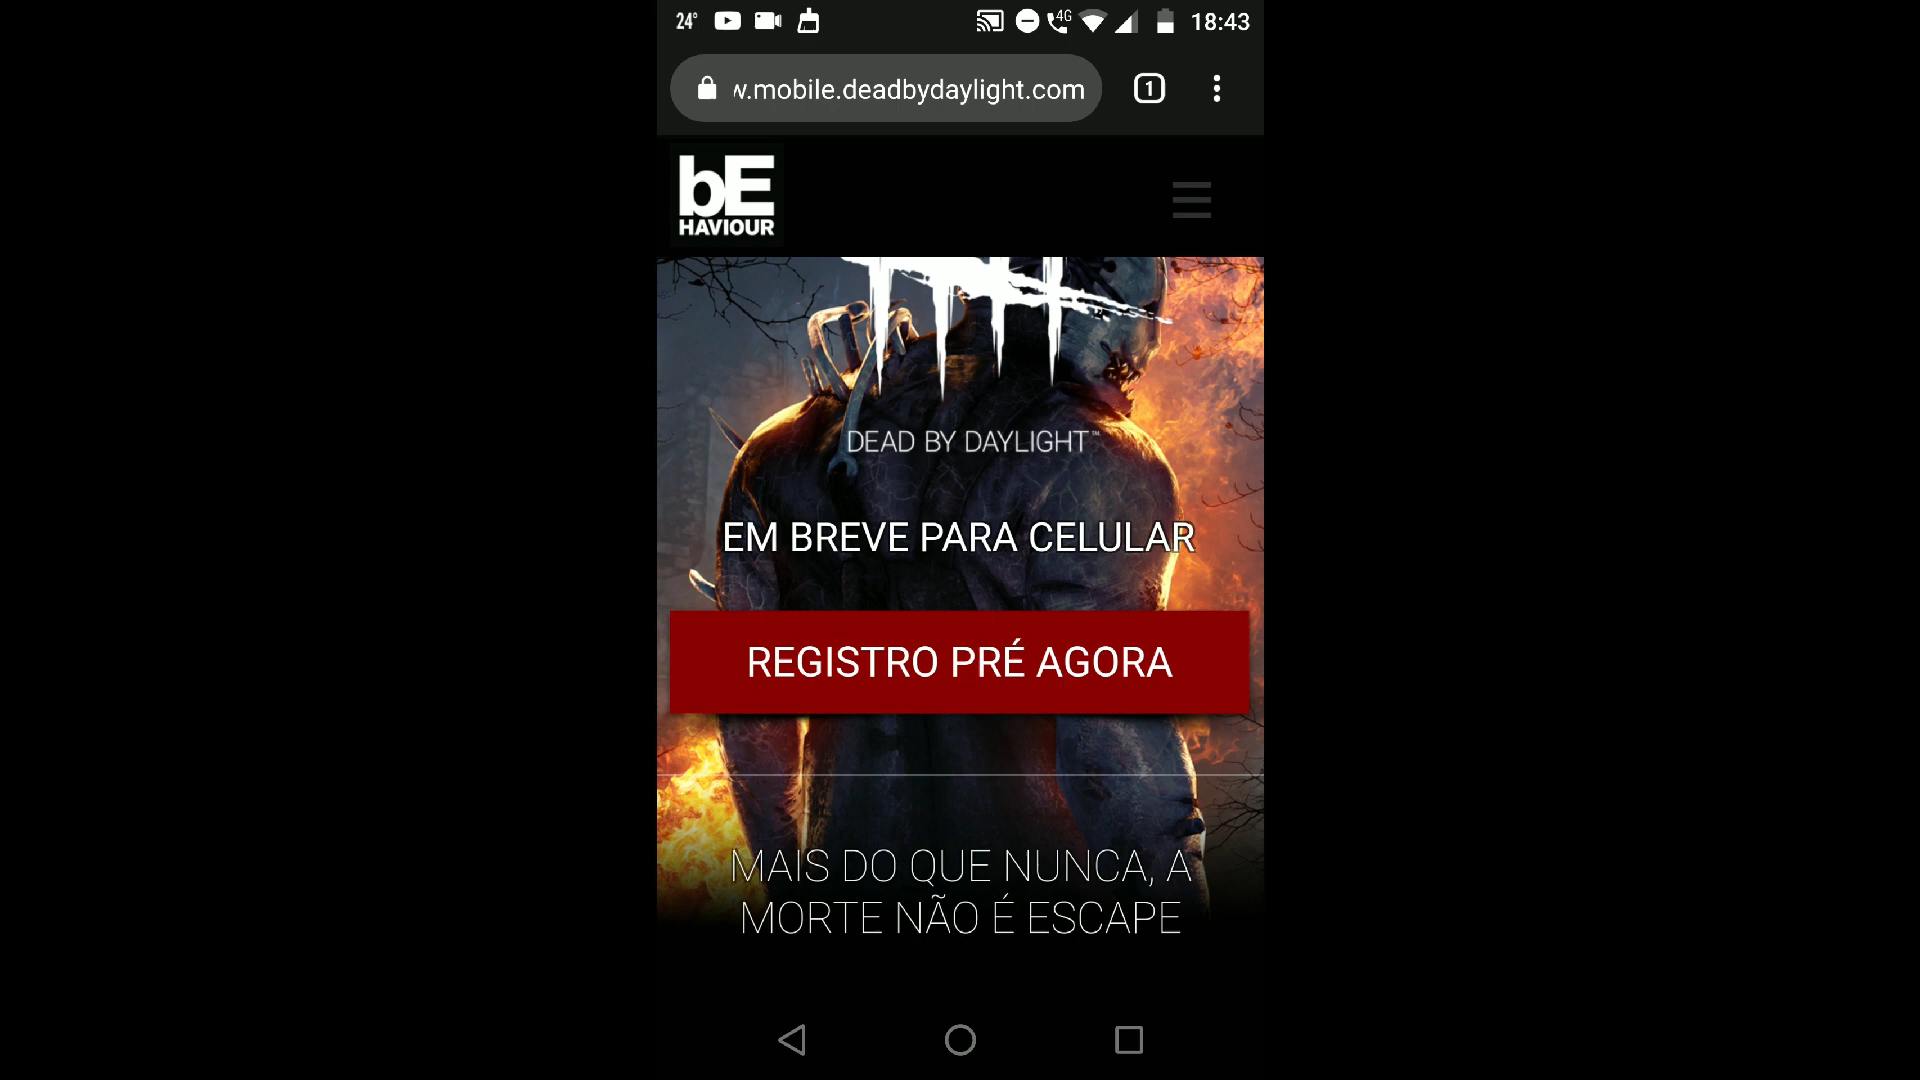 24° 4G 18:43
w.mobile.deadbydaylight.com 1
bE
HAVIOUR
DEAD BY DAYLIGHT™
EM BREVE PARA CELULAR
REGISTRO PRÉ AGORA
MAIS DO QUE NUNCA, A
MORTE NÃO É ESCAPE